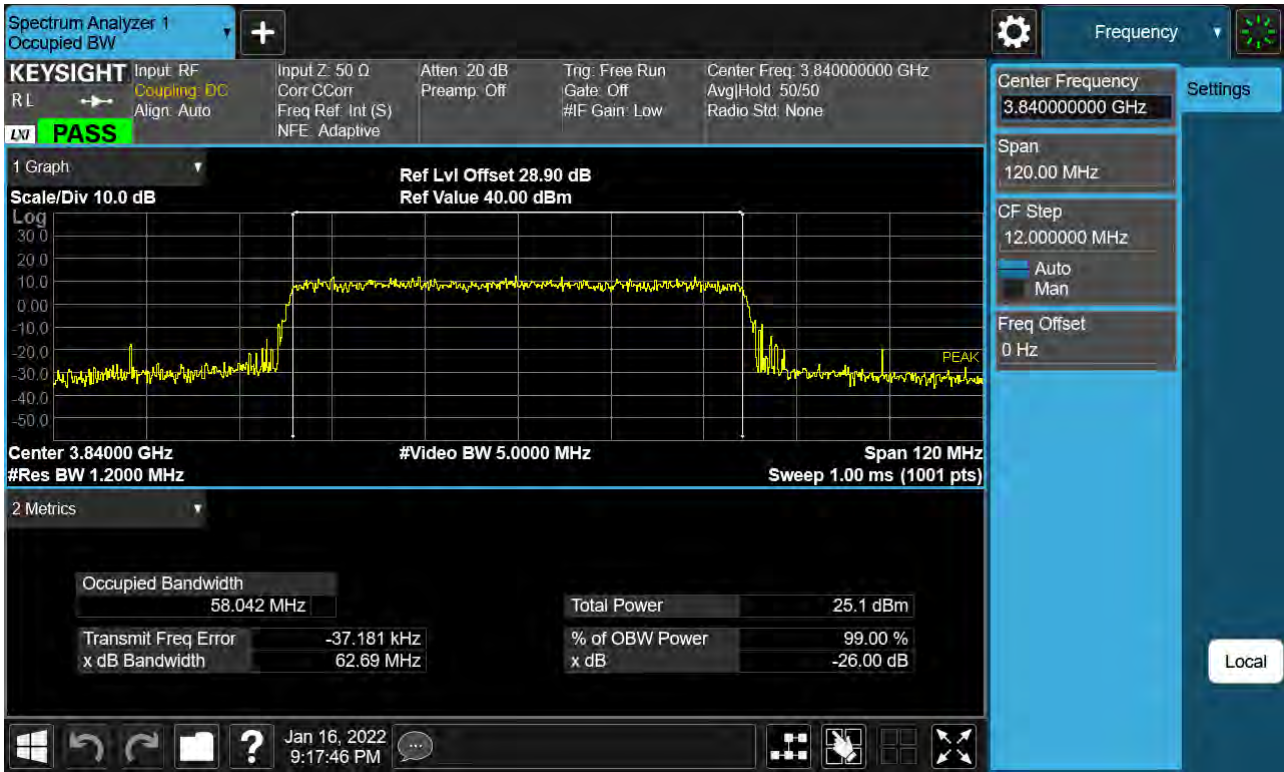 Spectrum Analyzer 1
Occupied BW
+
Frequency
KEYSIGHT
RL
LXI
PASS
Input: RF
Coupling: DC
Align: Auto
Input Z: 50 Ω
Corr CCorr
Freq Ref: Int (S)
NFE: Adaptive
Atten: 20 dB
Preamp: Off
Trig: Free Run
Gate: Off
#IF Gain: Low
Center Freq: 3.840000000 GHz
Avg|Hold: 50/50
Radio Std: None
Center Frequency
3.840000000 GHz
Settings
Span
120.00 MHz
CF Step
12.000000 MHz
Auto
Man
Freq Offset
0 Hz
1 Graph
Scale/Div 10.0 dB
Ref Lvl Offset 28.90 dB
Ref Value 40.00 dBm
Log
30.0
20.0
10.0
0.00
-10.0
-20.0
-30.0
-40.0
-50.0
PEAK
Center 3.84000 GHz
#Video BW 5.0000 MHz
Span 120 MHz
#Res BW 1.2000 MHz
Sweep 1.00 ms (1001 pts)
2 Metrics
Occupied Bandwidth
58.042 MHz
Total Power 25.1 dBm
Transmit Freq Error -37.181 kHz
% of OBW Power 99.00 %
x dB Bandwidth 62.69 MHz
x dB -26.00 dB
Local
?
Jan 16, 2022
9:17:46 PM